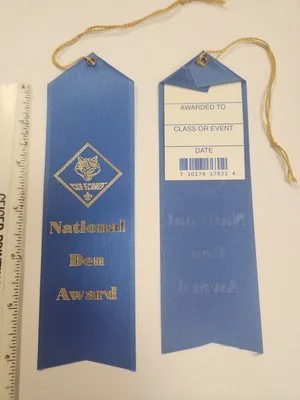 CUB SCOUTS
National
Den
Award
AWARDED TO
CLASS OR EVENT
DATE
7 30176 17631 4